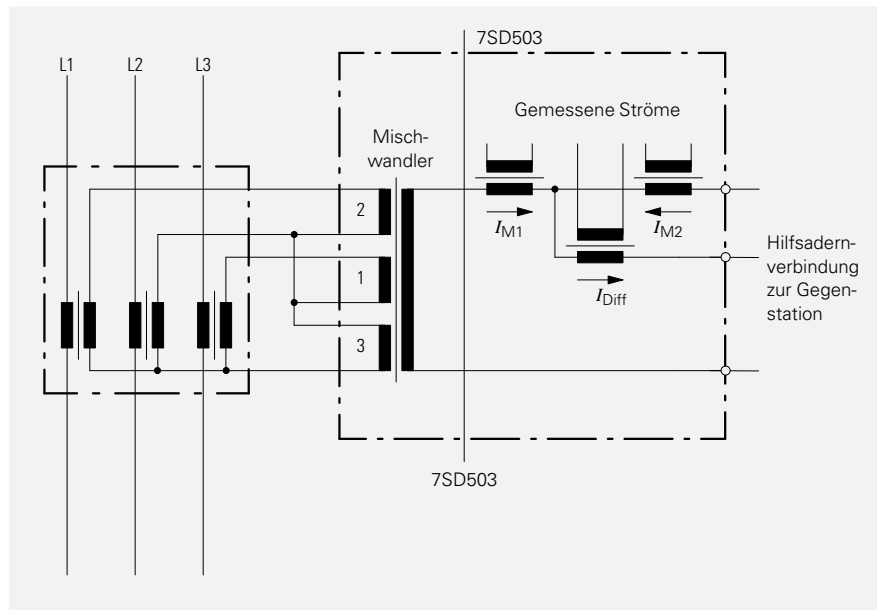 7SD503
L1
L2
L3
Gemessene Ströme
Misch-
wandler
2
1
3
I_M1
I_M2
I_Diff
Hilfsadern-
verbindung
zur Gegen-
station
7SD503